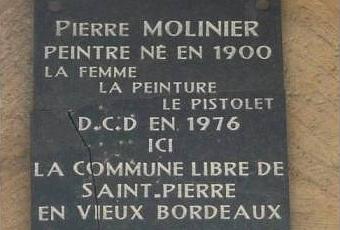 PIERRE MOLINIER
PEINTRE NÉ EN 1900
LA FEMME
LA PEINTURE
LE PISTOLET
D.C.D EN 1976
ICI
LA COMMUNE LIBRE DE
SAINT-PIERRE
EN VIEUX BORDEAUX